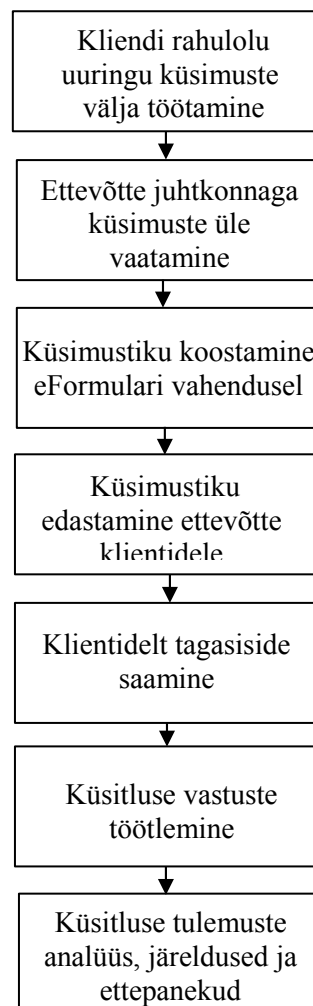 Kliendi rahulolu
uuringu küsimuste
välja töötamine
Ettevõtte juhtkonnaga
küsimuste üle
vaatamine
Küsimustiku koostamine
eFormulari vahendusel
Küsimustiku
edastamine ettevõtte
klientidele
Klientidelt tagasiside
saamine
Küsitluse vastuste
töötlemine
Küsitluse tulemuste
analüüs, järeldused ja
ettepanekud